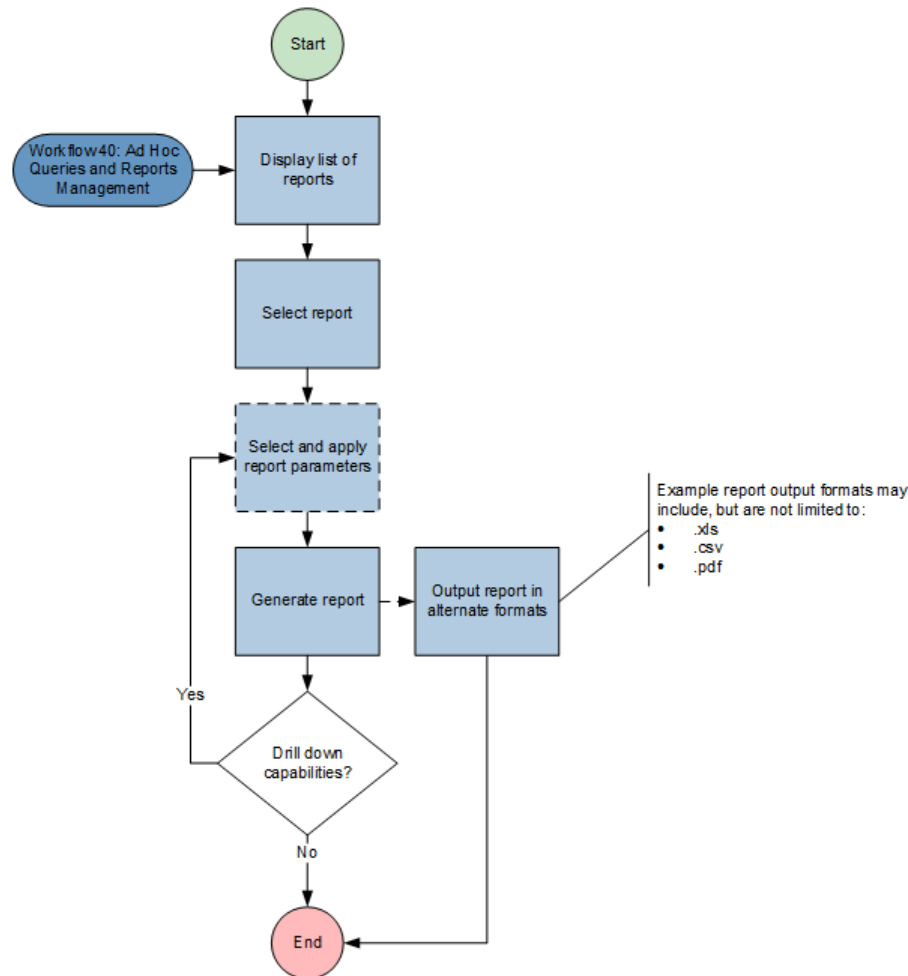 Start
Workflow 40: Ad Hoc
Queries and Reports
Management
Display list of
reports
Select report
Select and apply
report parameters
Example report output formats may
include, but are not limited to:
• .xls
• .csv
• .pdf
Generate report
Output report in
alternate formats
Yes
Drill down
capabilities?
No
End